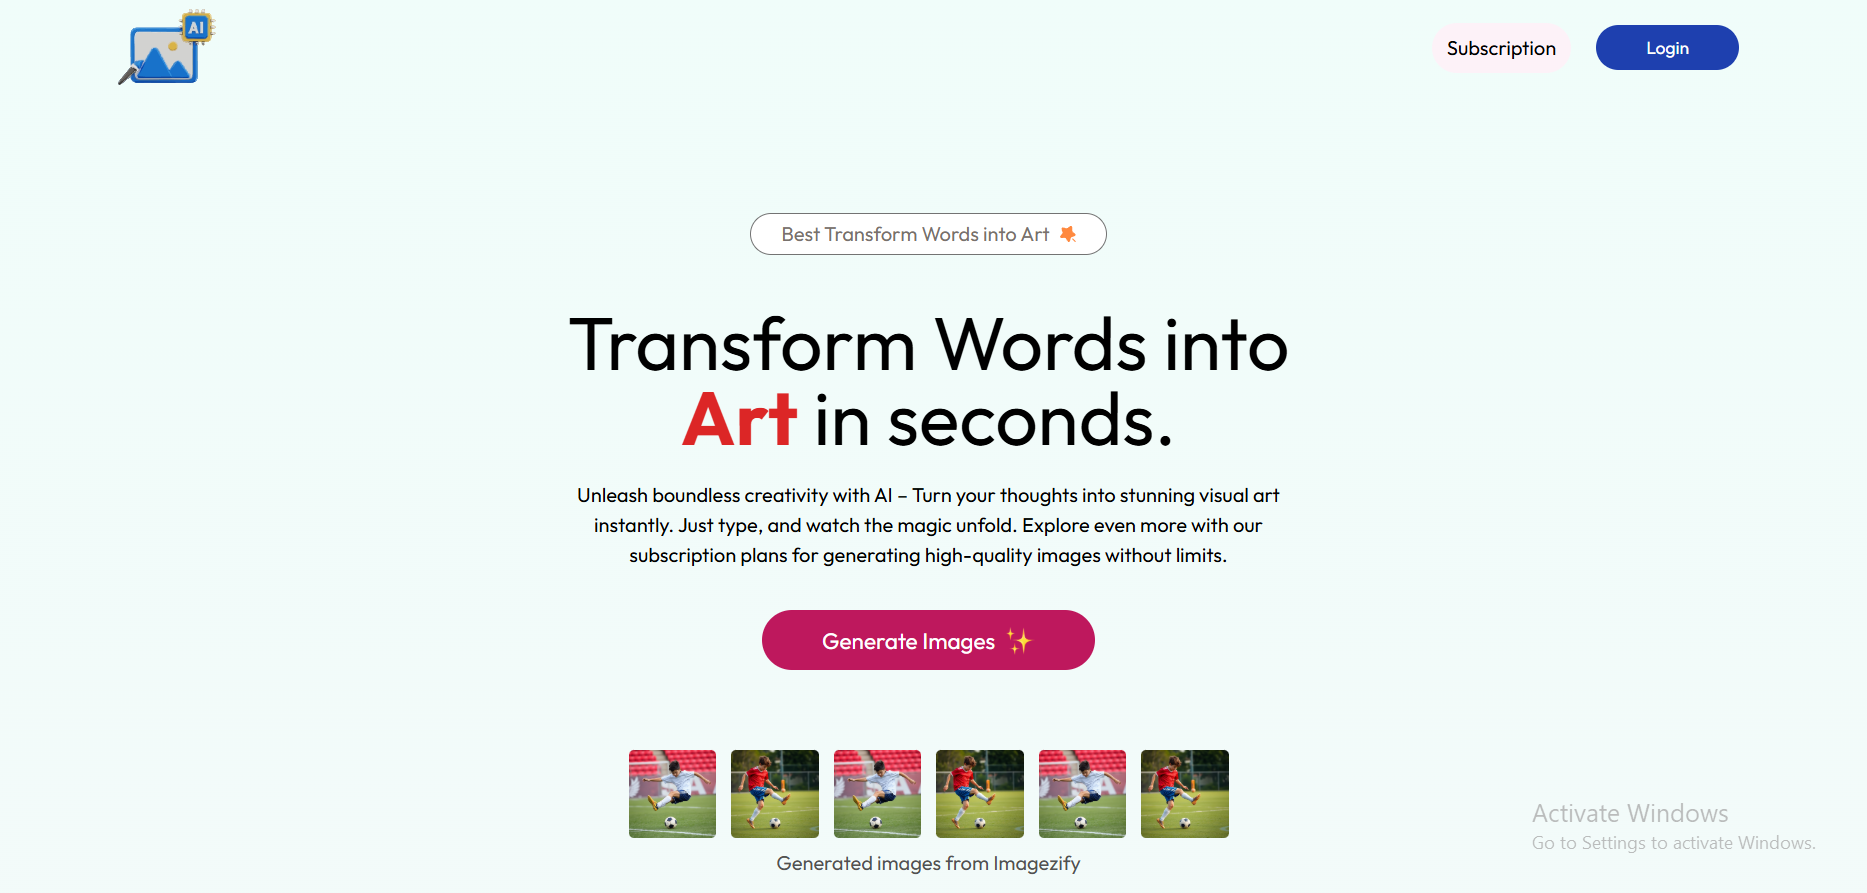 AI
Subscription
Login
Best Transform Words into Art
Transform Words into
Art in seconds.
Unleash boundless creativity with AI – Turn your thoughts into stunning visual art
instantly. Just type, and watch the magic unfold. Explore even more with our
subscription plans for generating high-quality images without limits.
Generate Images ✨
Generated images from Imagezify
Activate Windows
Go to Settings to activate Windows.